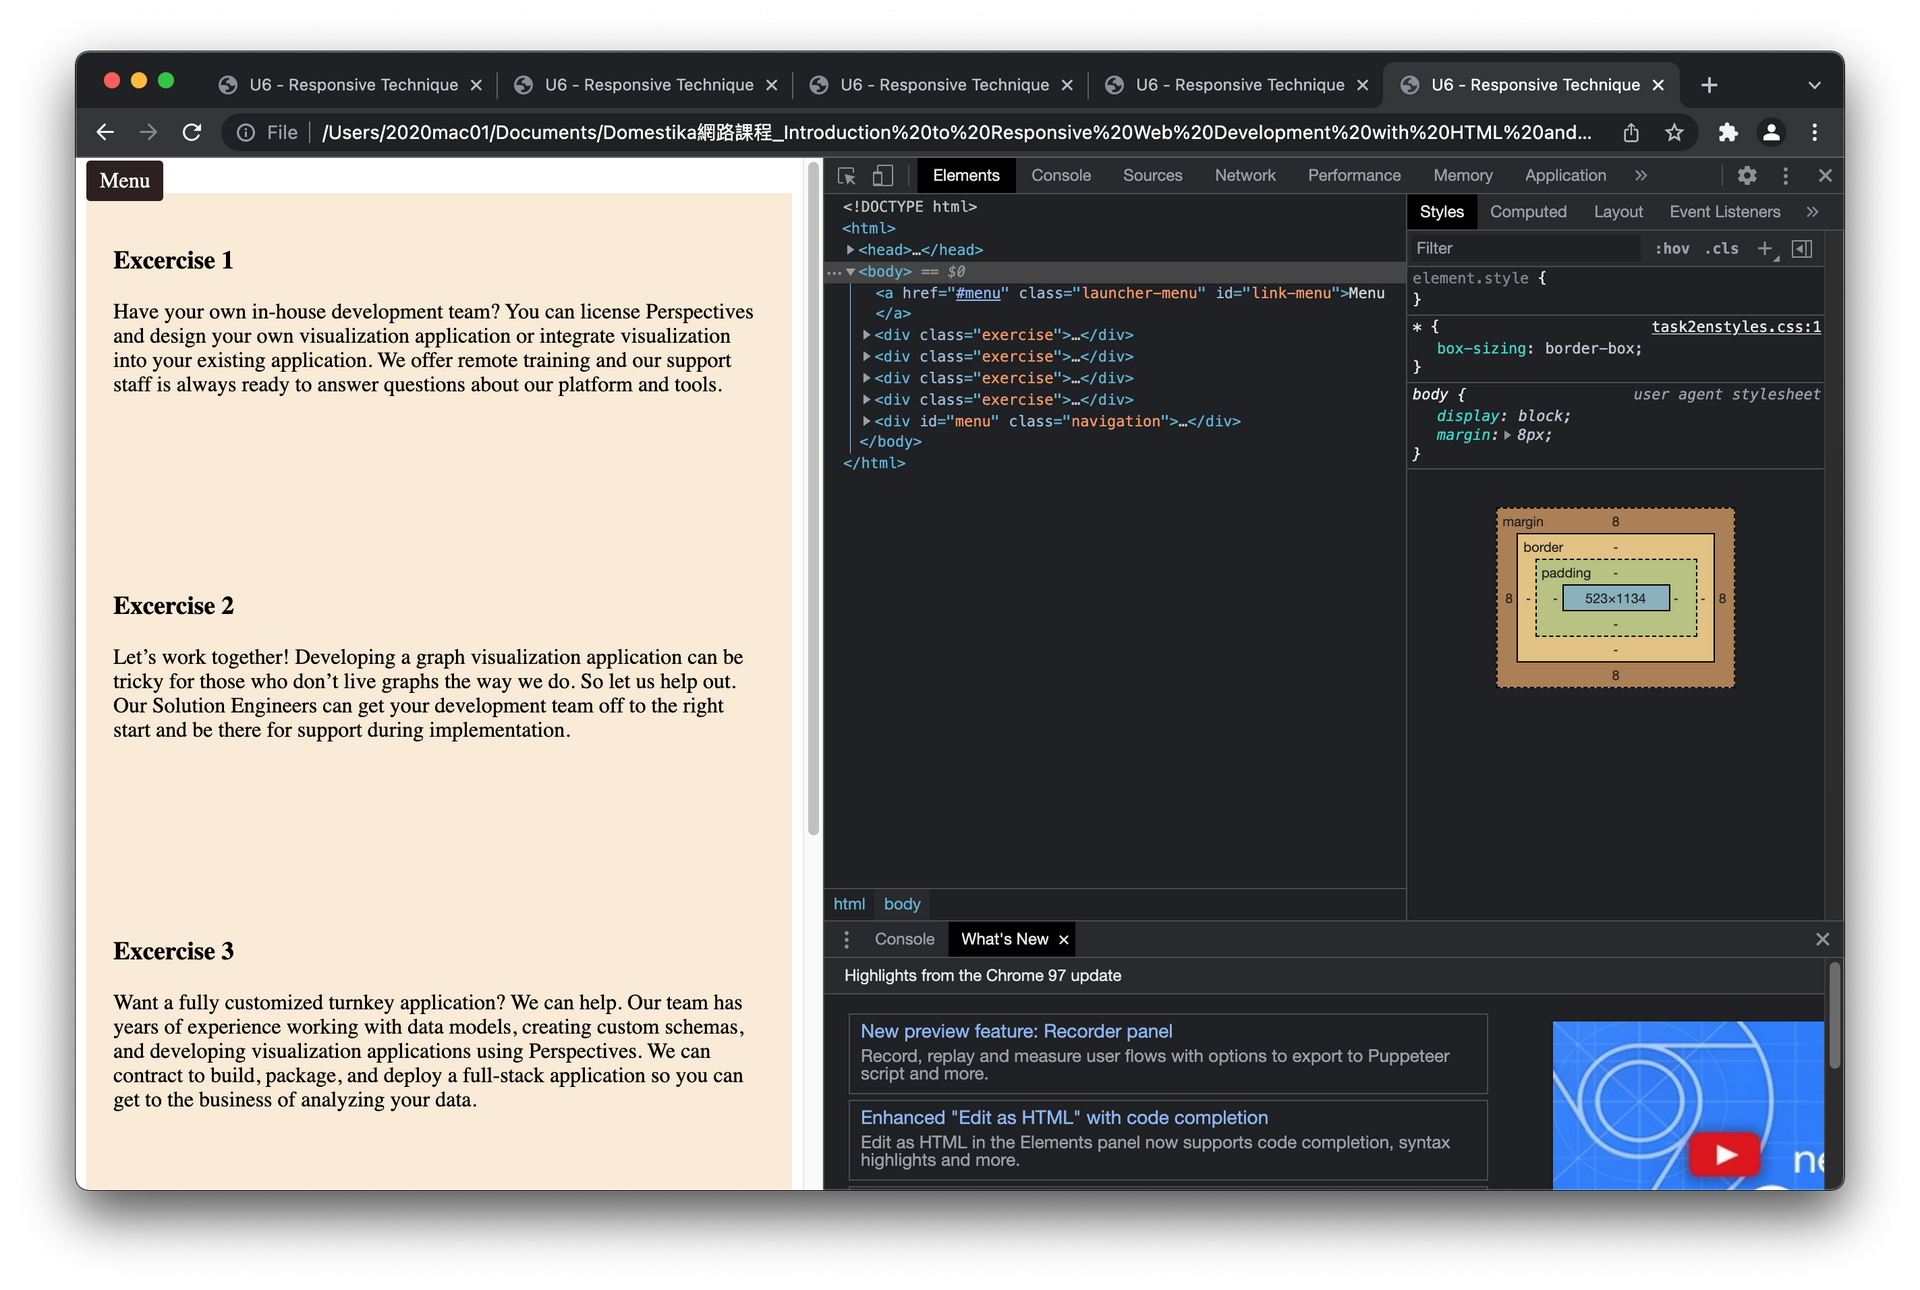 U6 - Responsive Technique
U6 - Responsive Technique
U6 - Responsive Technique
U6 - Responsive Technique
U6 - Responsive Technique
File
/Users/2020mac01/Documents/Domestika網路課程_Introduction%20to%20Responsive%20Web%20Development%20with%20HTML%20and...
Menu
Excercise 1
Have your own in-house development team? You can license Perspectives
and design your own visualization application or integrate visualization
into your existing application. We offer remote training and our support
staff is always ready to answer questions about our platform and tools.
Excercise 2
Let’s work together! Developing a graph visualization application can be
tricky for those who don’t live graphs the way we do. So let us help out.
Our Solution Engineers can get your development team off to the right
start and be there for support during implementation.
Excercise 3
Want a fully customized turnkey application? We can help. Our team has
years of experience working with data models, creating custom schemas,
and developing visualization applications using Perspectives. We can
contract to build, package, and deploy a full-stack application so you can
get to the business of analyzing your data.
Elements Console Sources Network Performance Memory Application »
<!DOCTYPE html>
<html>
<head>…</head>
<body> == $0
<a href="#menu" class="launcher-menu" id="link-menu">Menu
</a>
<div class="exercise">…</div>
<div class="exercise">…</div>
<div class="exercise">…</div>
<div class="exercise">…</div>
<div id="menu" class="navigation">…</div>
</body>
</html>
html body
Styles Computed Layout Event Listeners »
Filter :hov .cls +
element.style {
}
* { task2enstyles.css:1
box-sizing: border-box;
}
body { user agent stylesheet
display: block;
margin: 8px;
}
margin 8
border -
padding -
8 - - 523×1134 - - 8
-
-
8
Console What's New
Highlights from the Chrome 97 update
New preview feature: Recorder panel
Record, replay and measure user flows with options to export to Puppeteer
script and more.
Enhanced "Edit as HTML" with code completion
Edit as HTML in the Elements panel now supports code completion, syntax
highlights and more.